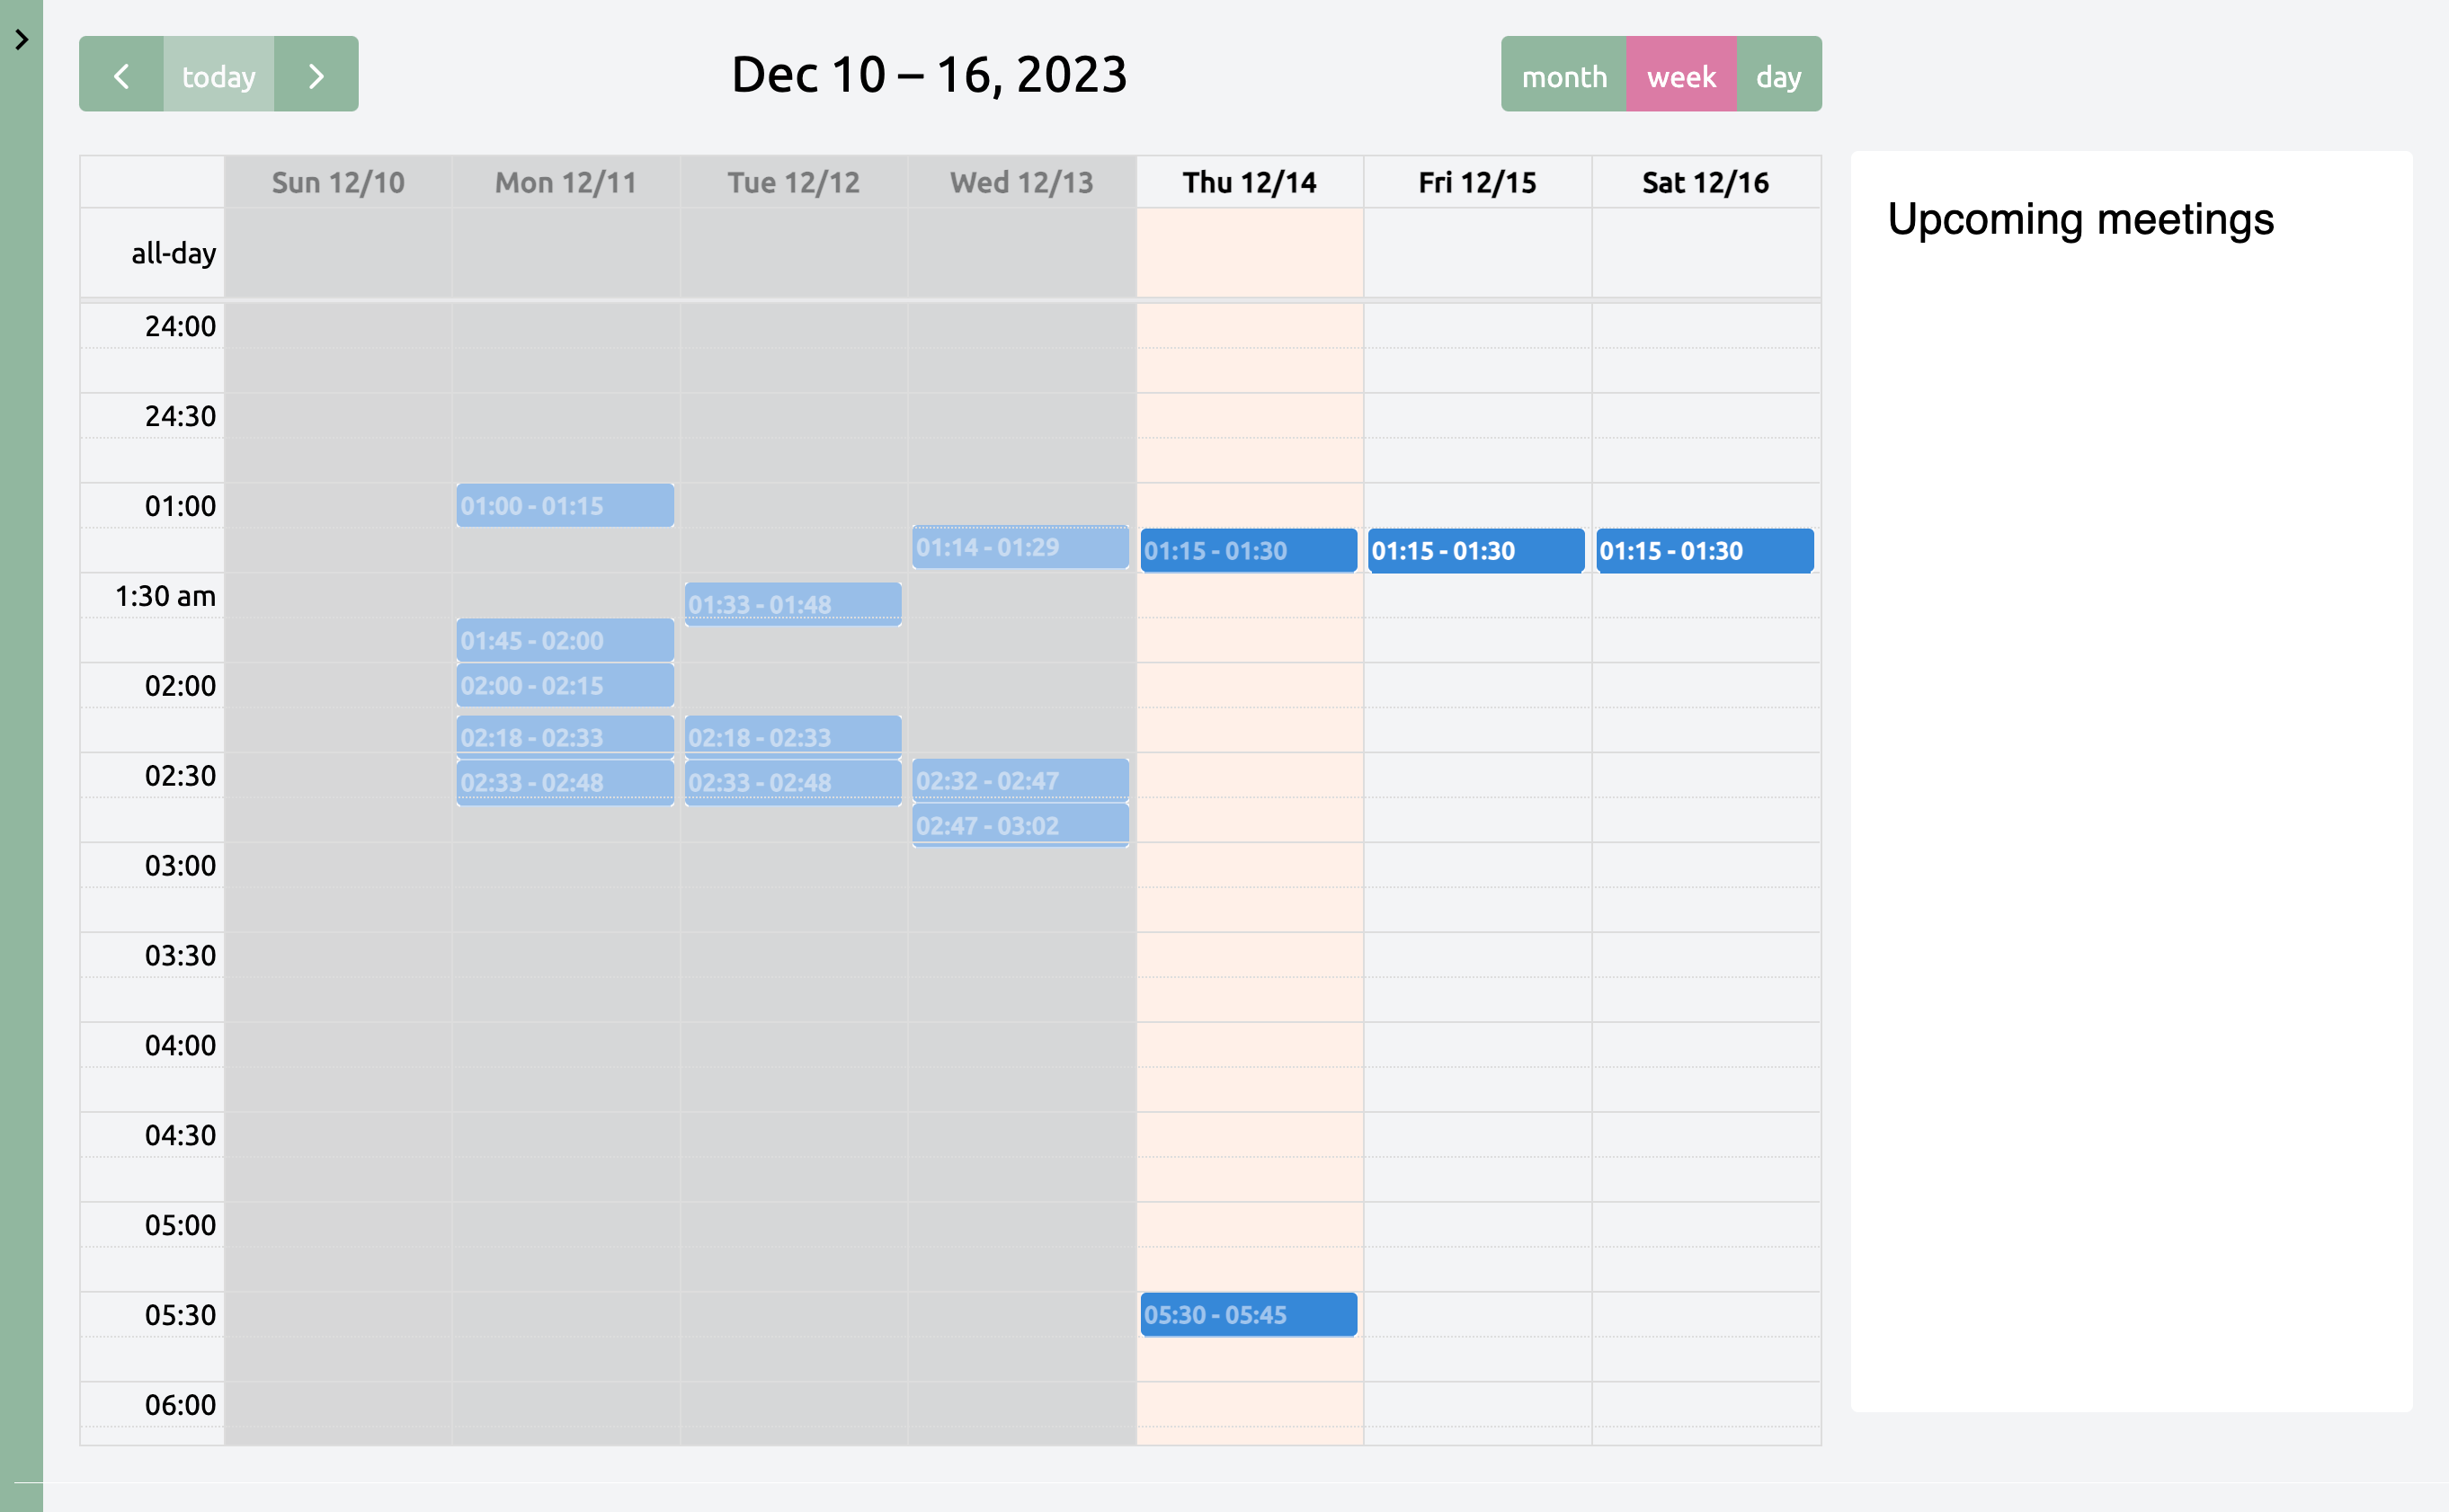 today
Dec 10 – 16, 2023
month week day
Sun 12/10 Mon 12/11 Tue 12/12 Wed 12/13 Thu 12/14 Fri 12/15 Sat 12/16
Upcoming meetings
all-day
24:00
24:30
01:00 01:00 - 01:15
01:14 - 01:29 01:15 - 01:30 01:15 - 01:30 01:15 - 01:30
1:30 am 01:33 - 01:48
01:45 - 02:00
02:00 02:00 - 02:15
02:18 - 02:33 02:18 - 02:33
02:30 02:33 - 02:48 02:33 - 02:48 02:32 - 02:47
02:47 - 03:02
03:00
03:30
04:00
04:30
05:00
05:30 05:30 - 05:45
06:00